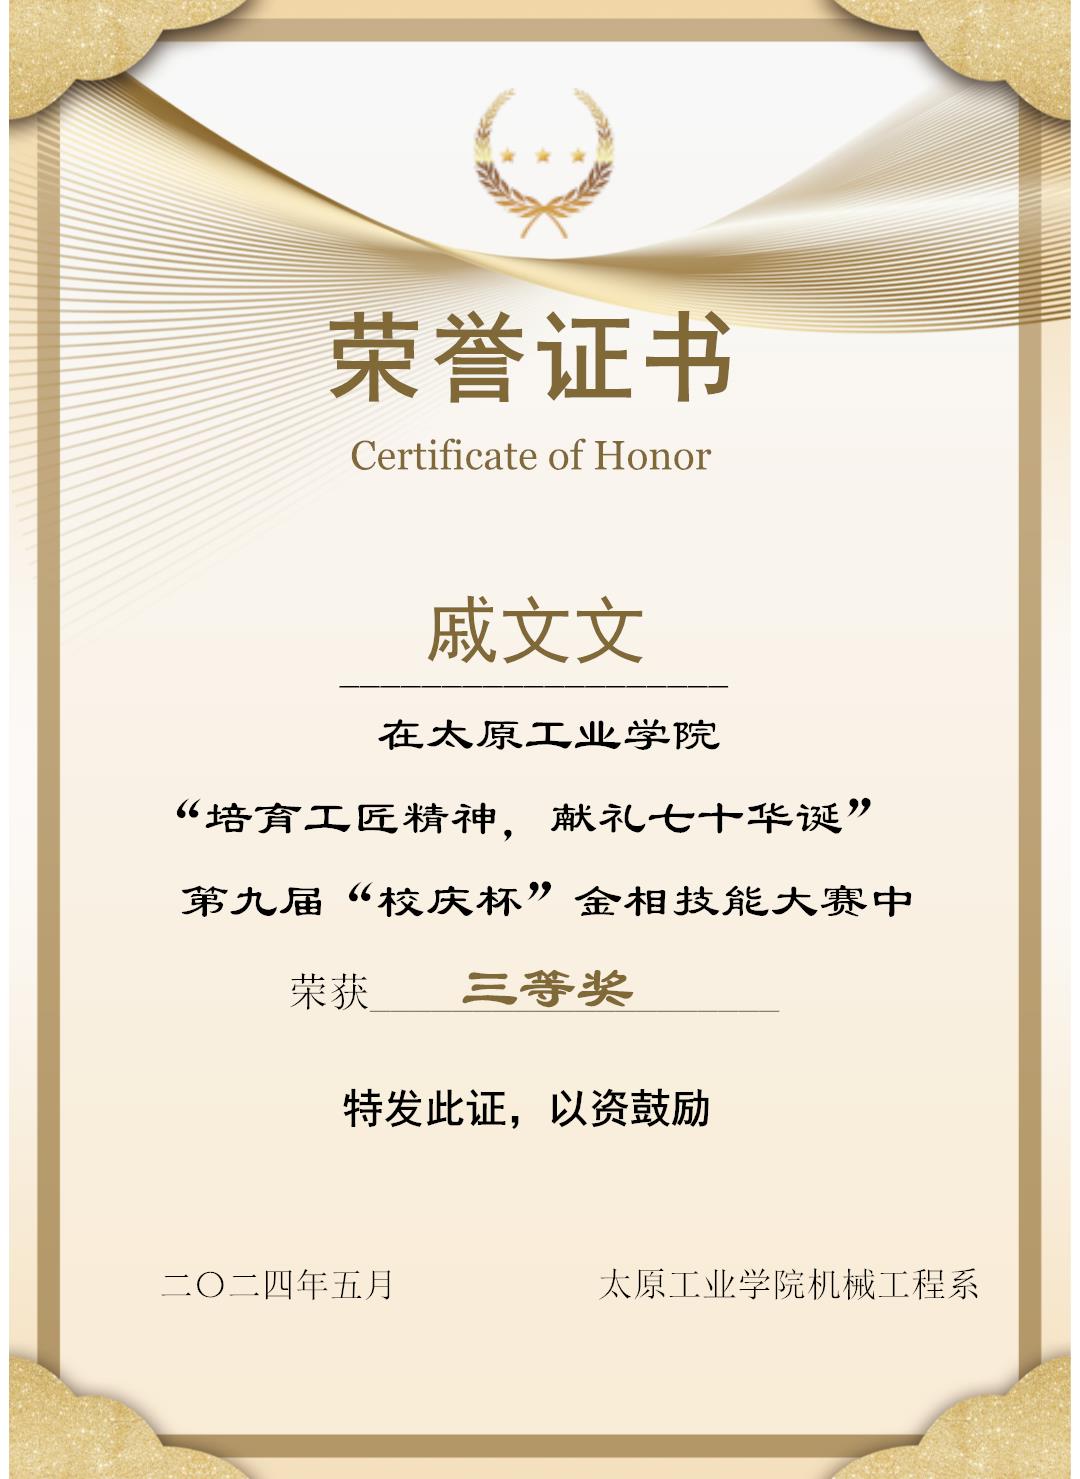 荣誉证书
Certificate of Honor
戚文文
在太原工业学院
“培育工匠精神，献礼七十华诞”
第九届“校庆杯”金相技能大赛中
荣获 三等奖
特发此证，以资鼓励
二〇二四年五月 太原工业学院机械工程系